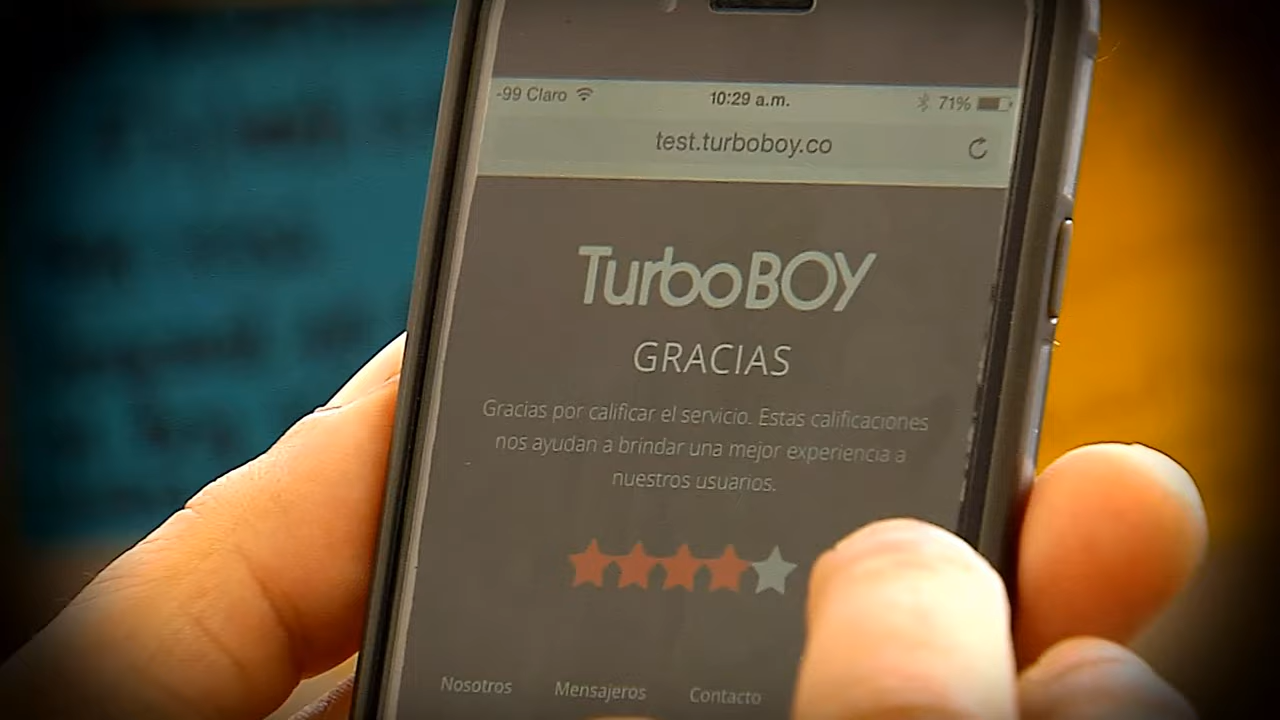 -99 Claro 10:29 a.m. 71%
test.turboboy.co
TurboBOY
GRACIAS
Gracias por calificar el servicio. Estas calificaciones
nos ayudan a brindar una mejor experiencia a
nuestros usuarios.
Nosotros Mensajeros Contacto